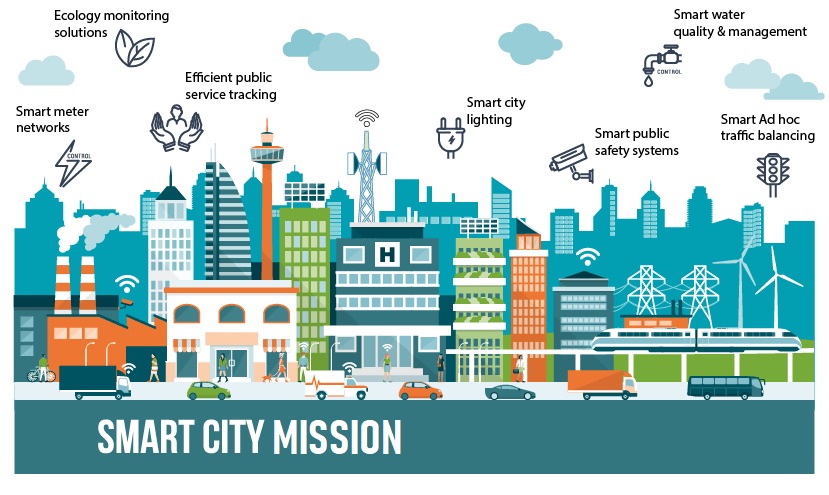 Ecology monitoring
solutions
Smart water
quality & management
CONTROL
Efficient public
service tracking
Smart city
lighting
Smart meter
networks
CONTROL
Smart public
safety systems
Smart Ad hoc
traffic balancing
H
SMART CITY MISSION